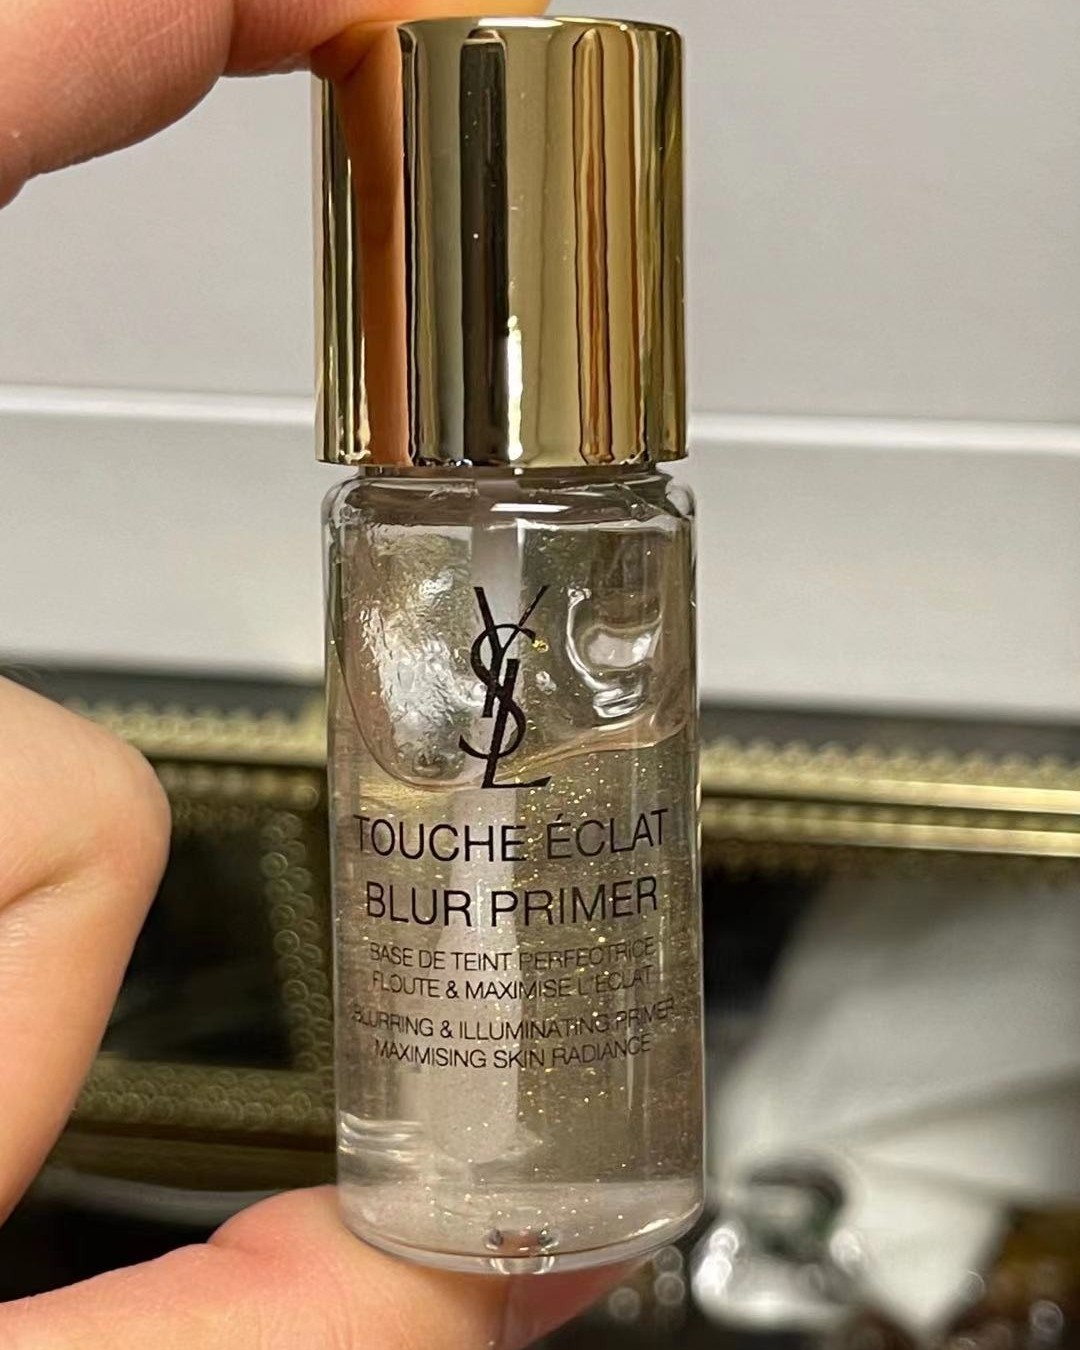 YSL
TOUCHE ÉCLAT
BLUR PRIMER
BASE DE TEINT PERFECTRICE
FLOUTE & MAXIMISE L'ÉCLAT
BLURRING & ILLUMINATING PRIMER
MAXIMISING SKIN RADIANCE